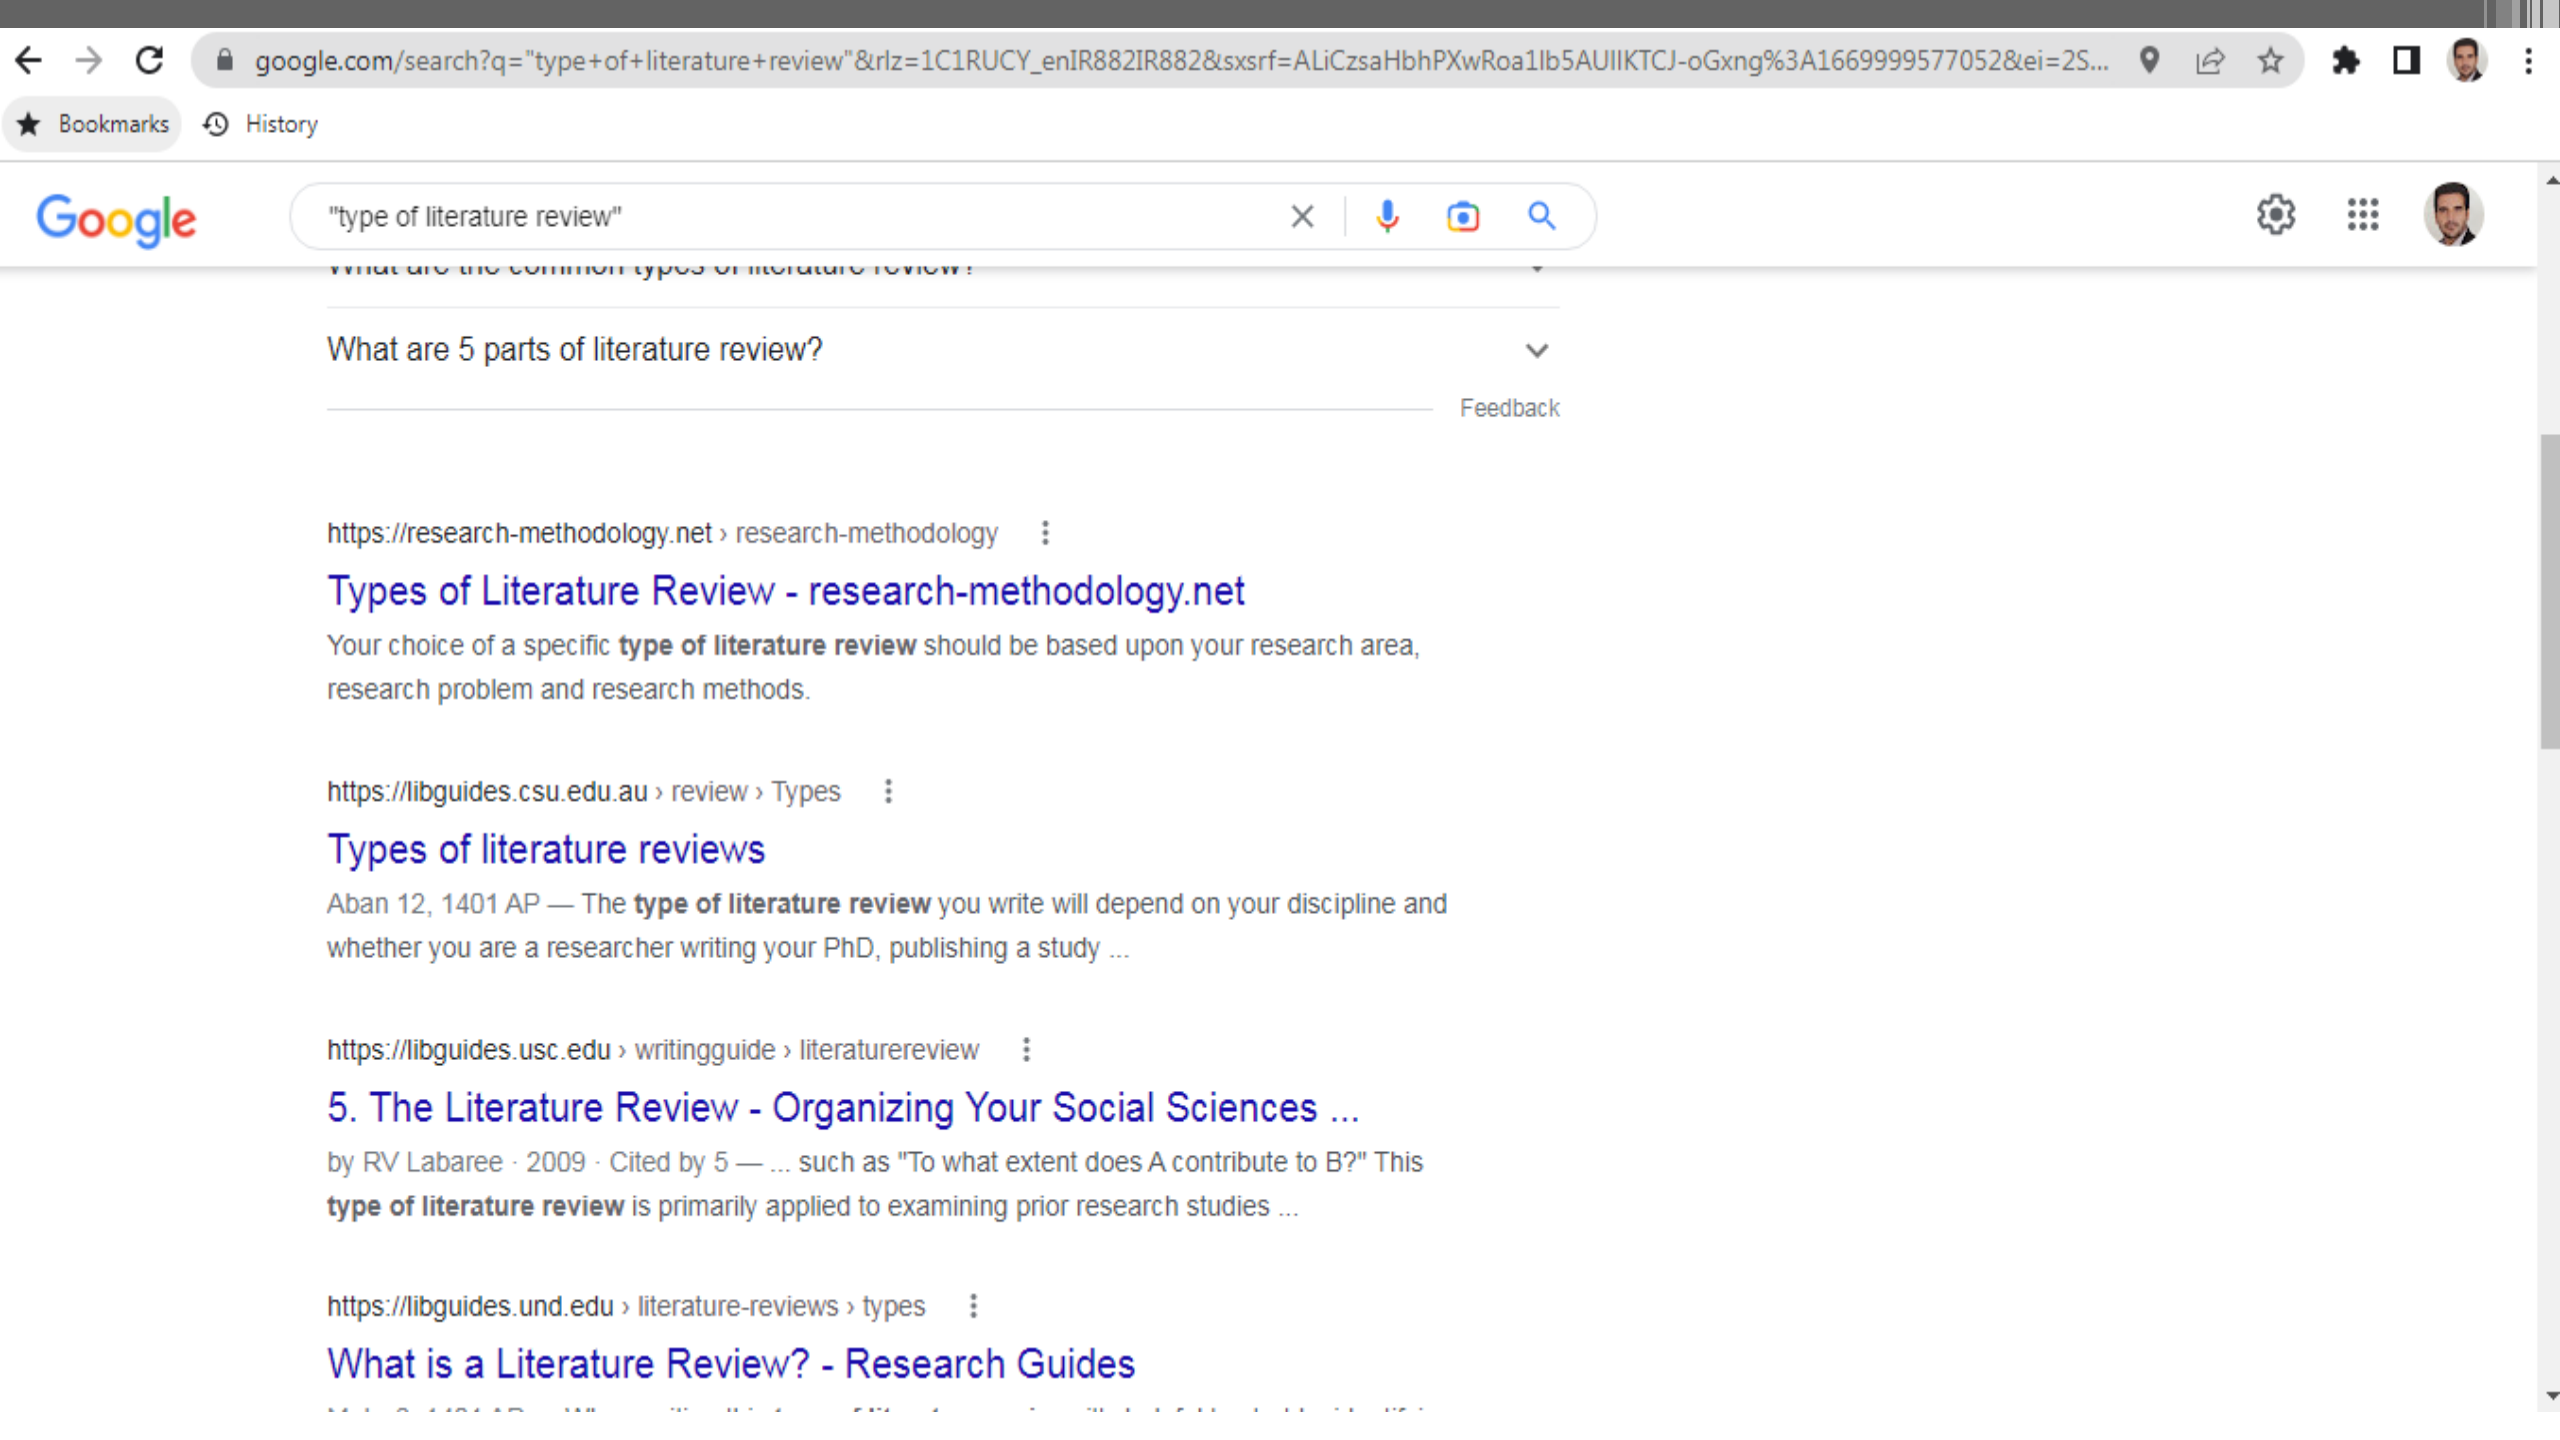 google.com/search?q="type+of+literature+review"&rlz=1C1RUCY_enIR882IR882&sxsrf=ALiCzsaHbhPXwRoa1Ib5AUIIKTCJ-oGxng%3A1669999577052&ei=2S...
Bookmarks History
Google "type of literature review"
What are the common types of literature review?
What are 5 parts of literature review?
Feedback
https://research-methodology.net › research-methodology
Types of Literature Review - research-methodology.net
Your choice of a specific type of literature review should be based upon your research area,
research problem and research methods.
https://libguides.csu.edu.au › review › Types
Types of literature reviews
Aban 12, 1401 AP — The type of literature review you write will depend on your discipline and
whether you are a researcher writing your PhD, publishing a study ...
https://libguides.usc.edu › writingguide › literaturereview
5. The Literature Review - Organizing Your Social Sciences ...
by RV Labaree · 2009 · Cited by 5 — ... such as "To what extent does A contribute to B?" This
type of literature review is primarily applied to examining prior research studies ...
https://libguides.und.edu › literature-reviews › types
What is a Literature Review? - Research Guides